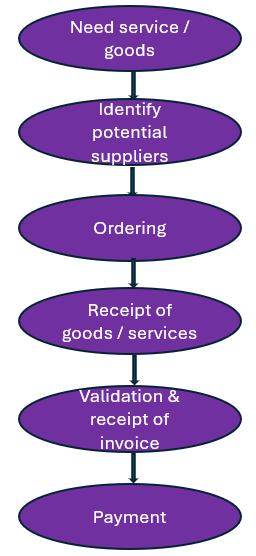 Need service /
goods
Identify
potential
suppliers
Ordering
Receipt of
goods / services
Validation &
receipt of
invoice
Payment